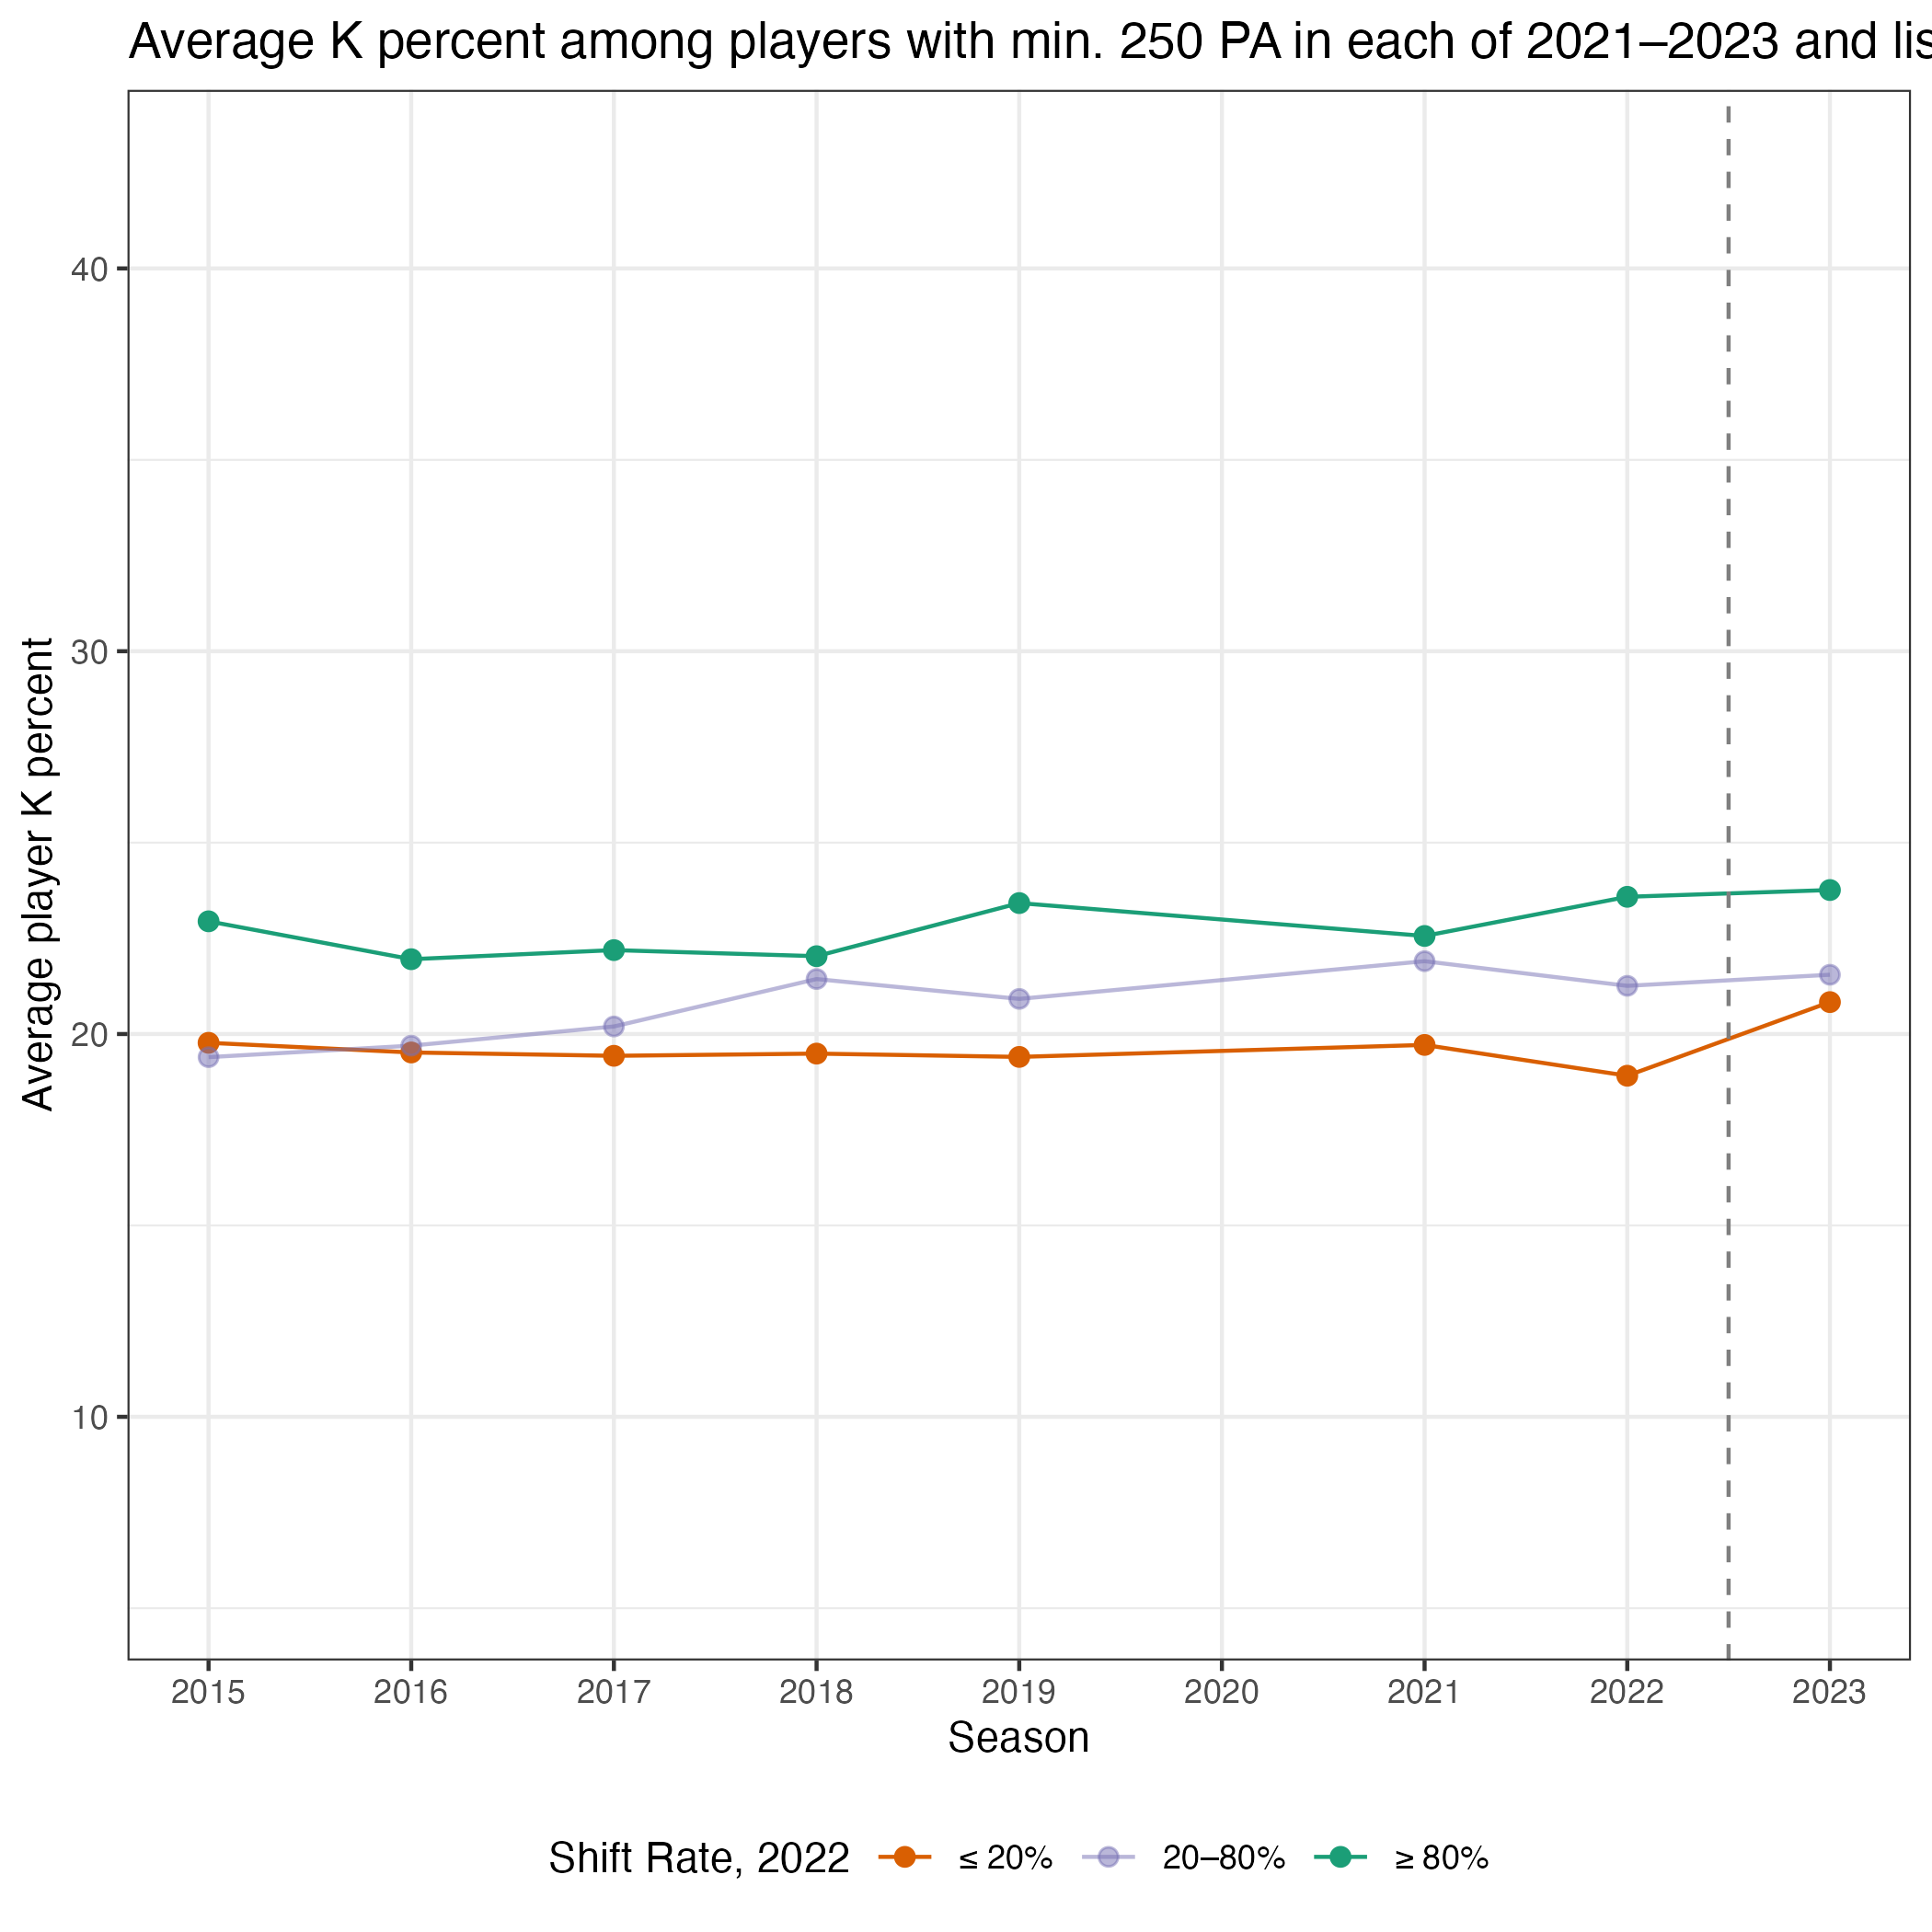 Average K percent among players with min. 250 PA in each of 2021–2023 and lis
Average player K percent
40
30
20
10
2015 2016 2017 2018 2019 2020 2021 2022 2023
Season
Shift Rate, 2022 ≤ 20% 20–80% ≥ 80%